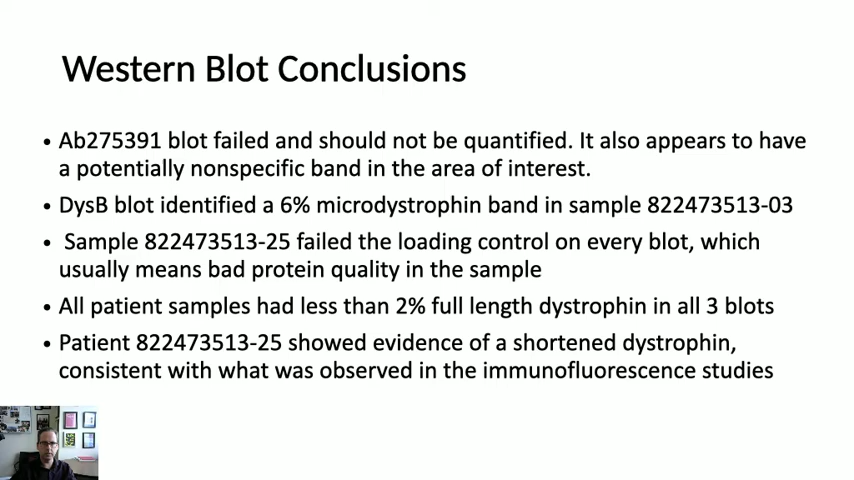 Western Blot Conclusions
• Ab275391 blot failed and should not be quantified. It also appears to have
a potentially nonspecific band in the area of interest.
• DysB blot identified a 6% microdystrophin band in sample 822473513-03
• Sample 822473513-25 failed the loading control on every blot, which
usually means bad protein quality in the sample
• All patient samples had less than 2% full length dystrophin in all 3 blots
• Patient 822473513-25 showed evidence of a shortened dystrophin,
consistent with what was observed in the immunofluorescence studies